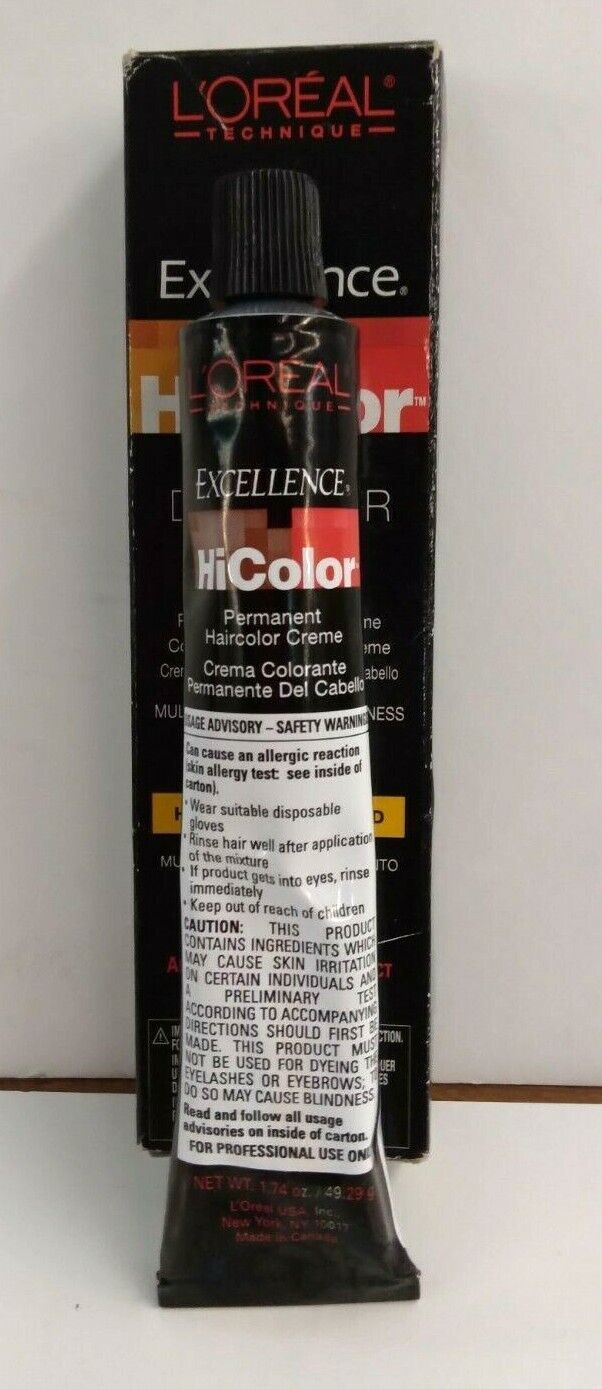 L'ORÉAL®
TECHNIQUE
Ex nce®
H or™
D R
L'ORÉAL
TECHNIQUE
EXCELLENCE®
HiColor™
Permanent
Haircolor Creme
Crema Colorante
Permanente Del Cabello
USAGE ADVISORY – SAFETY WARNINGS
Can cause an allergic reaction
(skin allergy test: see inside of
carton).
• Wear suitable disposable
gloves
• Rinse hair well after application
of the mixture
• If product gets into eyes, rinse
immediately
• Keep out of reach of children
CAUTION: THIS PRODUCT
CONTAINS INGREDIENTS WHICH
MAY CAUSE SKIN IRRITATION
ON CERTAIN INDIVIDUALS AND
A PRELIMINARY TEST
ACCORDING TO ACCOMPANYING
DIRECTIONS SHOULD FIRST BE
MADE. THIS PRODUCT MUST
NOT BE USED FOR DYEING THE
EYELASHES OR EYEBROWS; TO
DO SO MAY CAUSE BLINDNESS.
Read and follow all usage
advisories on inside of carton.
FOR PROFESSIONAL USE ONLY
NET WT. 1.74 oz. / 49.29 g
L'Oreal USA, Inc.,
New York, NY 10017
Made in Canada